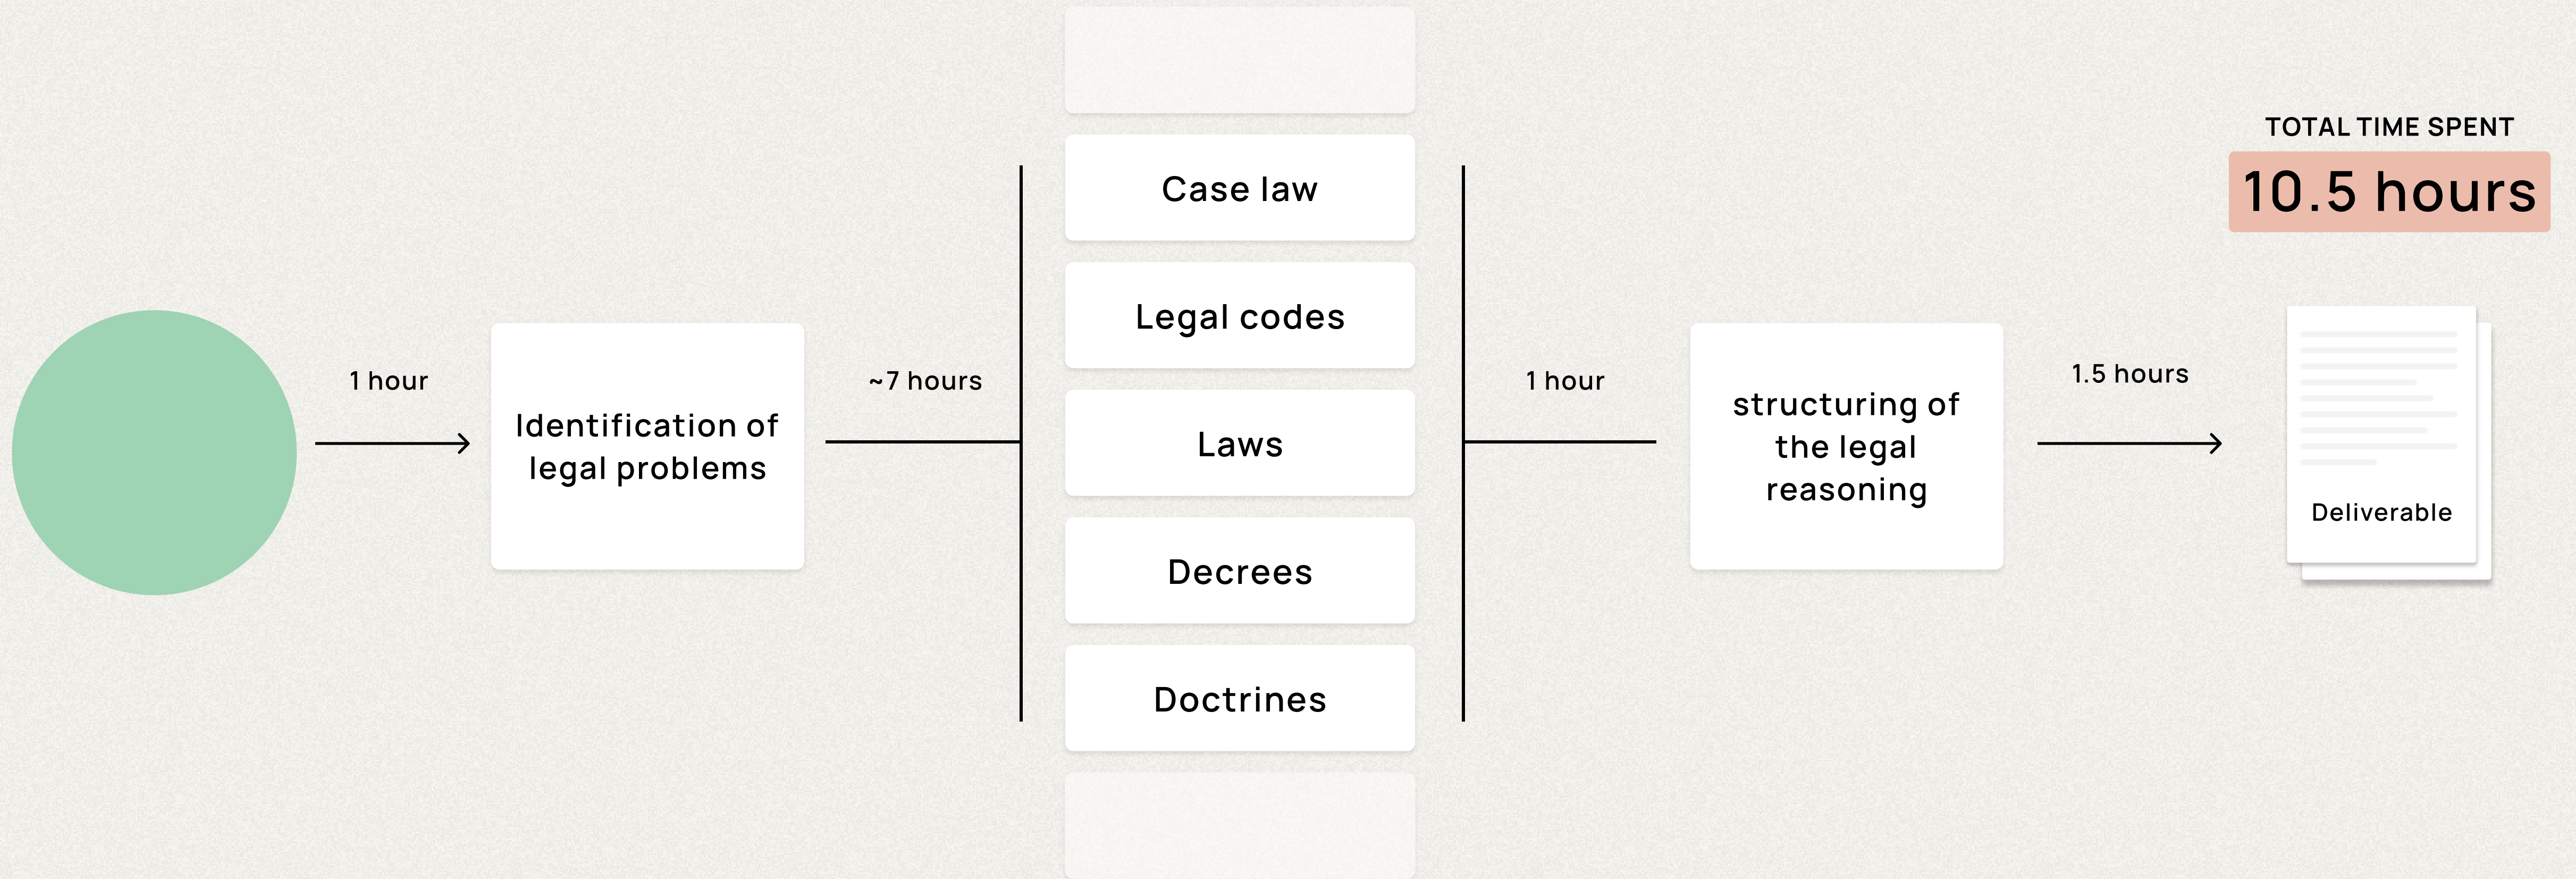 TOTAL TIME SPENT
10.5 hours
1 hour
Identification of
legal problems
~7 hours
Case law
Legal codes
Laws
Decrees
Doctrines
1 hour
structuring of
the legal
reasoning
1.5 hours
Deliverable